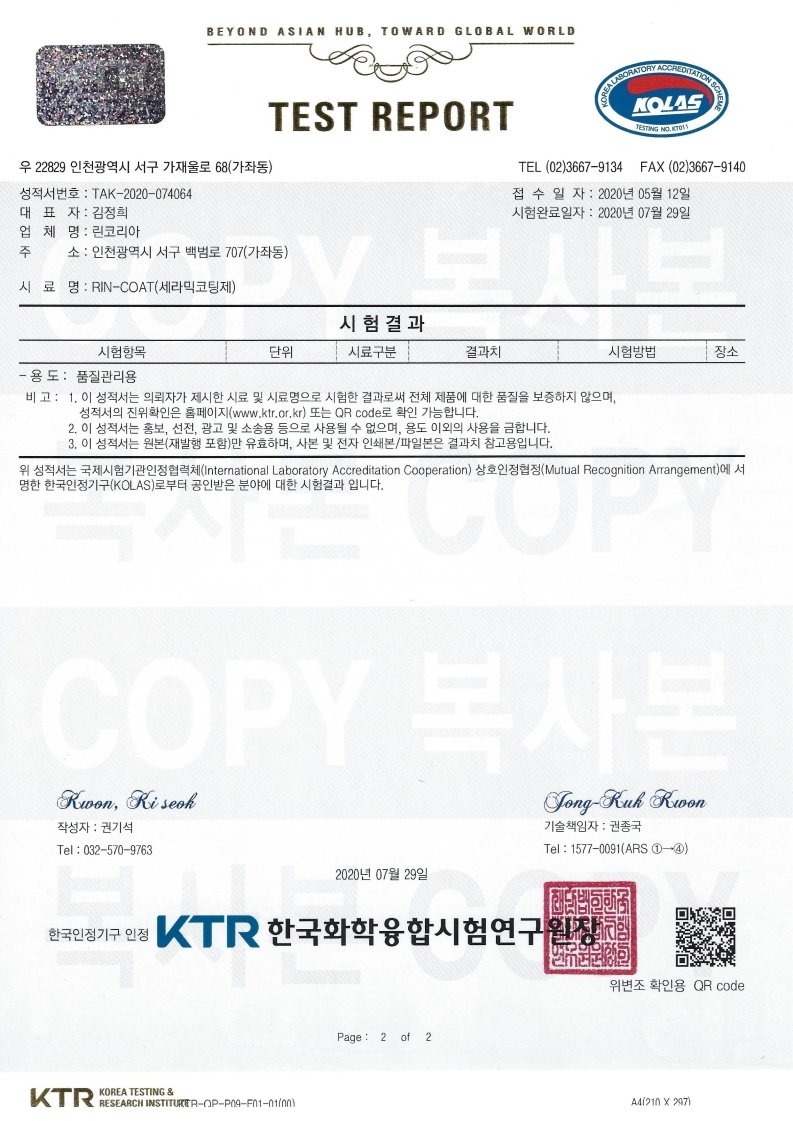 BEYOND ASIAN HUB, TOWARD GLOBAL WORLD
TEST REPORT
KOREA LABORATORY ACCREDITATION SCHEME
KOLAS
TESTING NO. KT011
우 22829 인천광역시 서구 가재울로 68(가좌동) TEL (02)3667-9134 FAX (02)3667-9140
성적서번호 : TAK-2020-074064 접 수 일 자 : 2020년 05월 12일
대 표 자 : 김정희 시험완료일자 : 2020년 07월 29일
업 체 명 : 린코리아
주 소 : 인천광역시 서구 백범로 707(가좌동)
시 료 명 : RIN-COAT(세라믹코팅제)
시 험 결 과
시험항목 단위 시료구분 결과치 시험방법 장소
- 용 도 : 품질관리용
비 고 : 1. 이 성적서는 의뢰자가 제시한 시료 및 시료명으로 시험한 결과로써 전체 제품에 대한 품질을 보증하지 않으며,
성적서의 진위확인은 홈페이지(www.ktr.or.kr) 또는 QR code로 확인 가능합니다.
2. 이 성적서는 홍보, 선전, 광고 및 소송용 등으로 사용될 수 없으며, 용도 이외의 사용을 금합니다.
3. 이 성적서는 원본(재발행 포함)만 유효하며, 사본 및 전자 인쇄본/파일본은 결과치 참고용입니다.
위 성적서는 국제시험기관인정협력체(International Laboratory Accreditation Cooperation) 상호인정협정(Mutual Recognition Arrangement)에 서
명한 한국인정기구(KOLAS)로부터 공인받은 분야에 대한 시험결과 입니다.
COPY 복사본
복사본 COPY
COPY 복사본
복사본 COPY
Kwon, Ki seok Jong-Kuk Kwon
작성자 : 권기석 기술책임자 : 권종국
Tel : 032-570-9763 Tel : 1577-0091(ARS ①→④)
2020년 07월 29일
한국인정기구 인정 KTR 한국화학융합시험연구원장
위변조 확인용 QR code
Page : 2 of 2
KTR KOREA TESTING &
RESEARCH INSTITUTE
KTR-QP-P09-F01-01(00) A4(210 X 297)